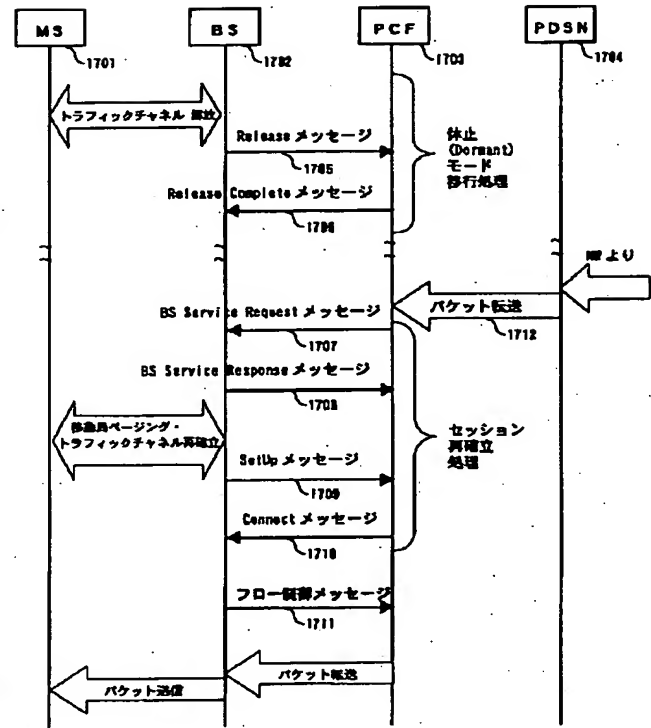 MS
BS
PCF
PDSN
1701
1702
1703
1704
トラフィックチャネル 解放
Release メッセージ
1705
Release Complete メッセージ
1706
休止
(Dormant)
モード
移行処理
より
パケット転送
1712
BS Service Request メッセージ
1707
BS Service Response メッセージ
1708
移動局ページング・
トラフィックチャネル再確立
SetUp メッセージ
1709
Connect メッセージ
1710
セッション
再確立
処理
フロー制御メッセージ
1711
パケット転送
パケット送信